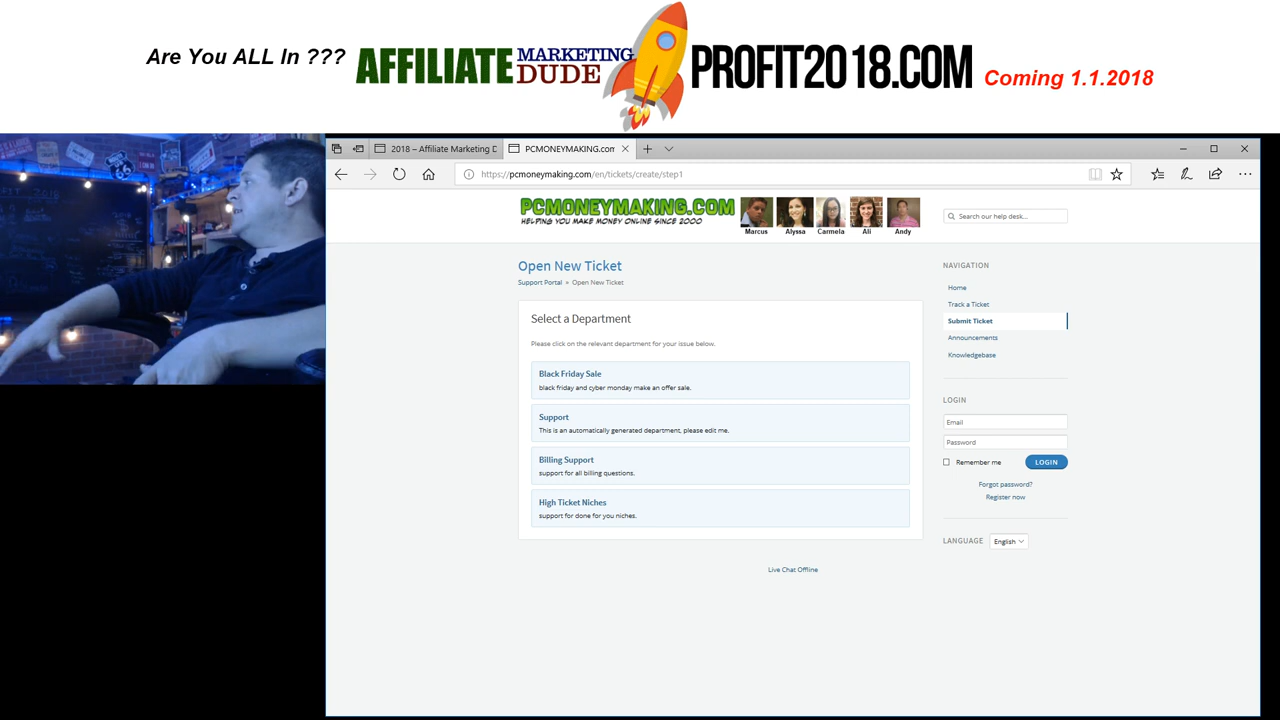 Are You ALL In ???
AFFILIATE MARKETING DUDE
PROFIT2018.COM
Coming 1.1.2018
2018 – Affiliate Marketing D
PCMONEYMAKING.com
https://pcmoneymaking.com/en/tickets/create/step1
PCMONEYMAKING.COM
HELPING YOU MAKE MONEY ONLINE SINCE 2000
Marcus Alyssa Carmela Ali Andy
Search our help desk...
Open New Ticket
Support Portal » Open New Ticket
Select a Department
Please click on the relevant department for your issue below.
Black Friday Sale
black friday and cyber monday make an offer sale.
Support
This is an automatically generated department, please edit me.
Billing Support
support for all billing questions.
High Ticket Niches
support for done for you niches.
Live Chat Offline
NAVIGATION
Home
Track a Ticket
Submit Ticket
Announcements
Knowledgebase
LOGIN
Email
Password
Remember me
LOGIN
Forgot password?
Register now
LANGUAGE English